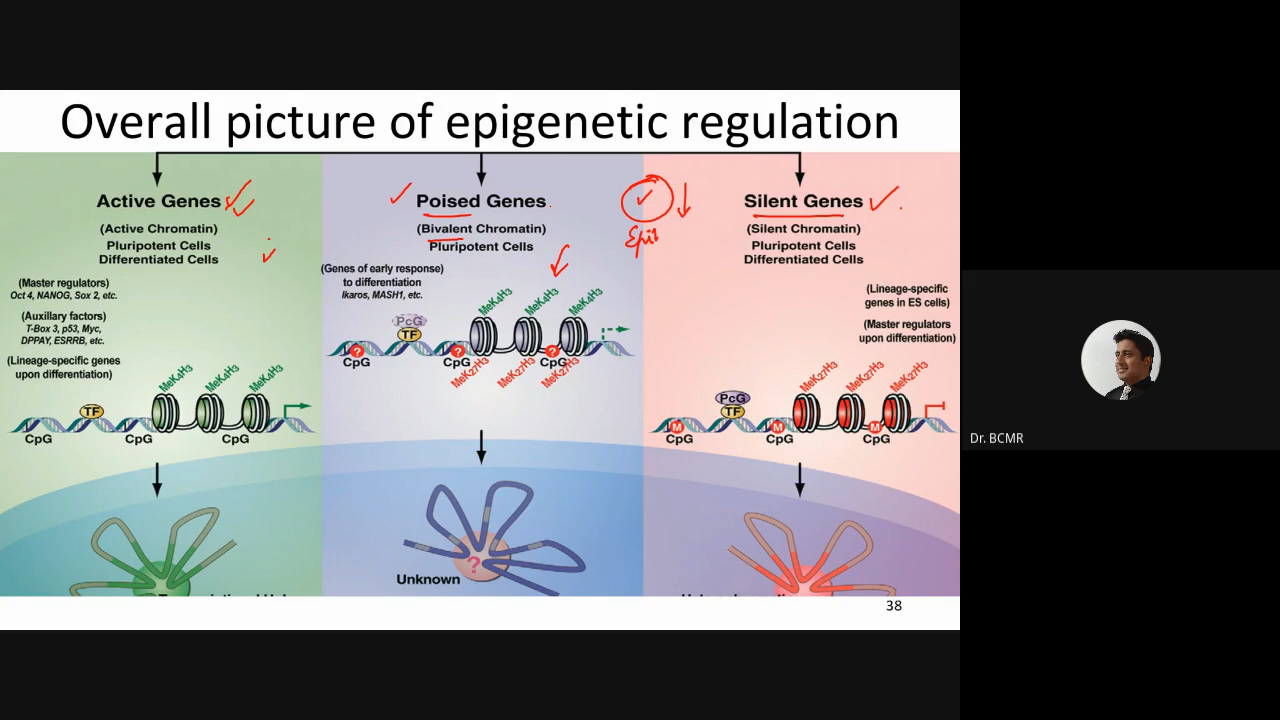 Overall picture of epigenetic regulation
Active Genes
(Active Chromatin)
Pluripotent Cells
Differentiated Cells
(Master regulators)
Oct 4, NANOG, Sox 2, etc.
(Auxillary factors)
T-Box 3, p53, Myc,
DPPAY, ESRRB, etc.
(Lineage-specific genes
upon differentiation)
MeK4H3 MeK4H3 MeK4H3
TF
CpG CpG CpG
Poised Genes
(Bivalent Chromatin)
Pluripotent Cells
(Genes of early response)
to differentiation
Ikaros, MASH1, etc.
MeK4H3 MeK4H3 MeK4H3
PcG
TF
? ? ?
CpG CpG CpG
MeK27H3 MeK27H3 MeK27H3
?
Unknown
Silent Genes
(Silent Chromatin)
Pluripotent Cells
Differentiated Cells
(Lineage-specific
genes in ES cells)
(Master regulators
upon differentiation)
MeK27H3 MeK27H3 MeK27H3
PcG
TF
M M M
CpG CpG CpG
38
Dr. BCMR